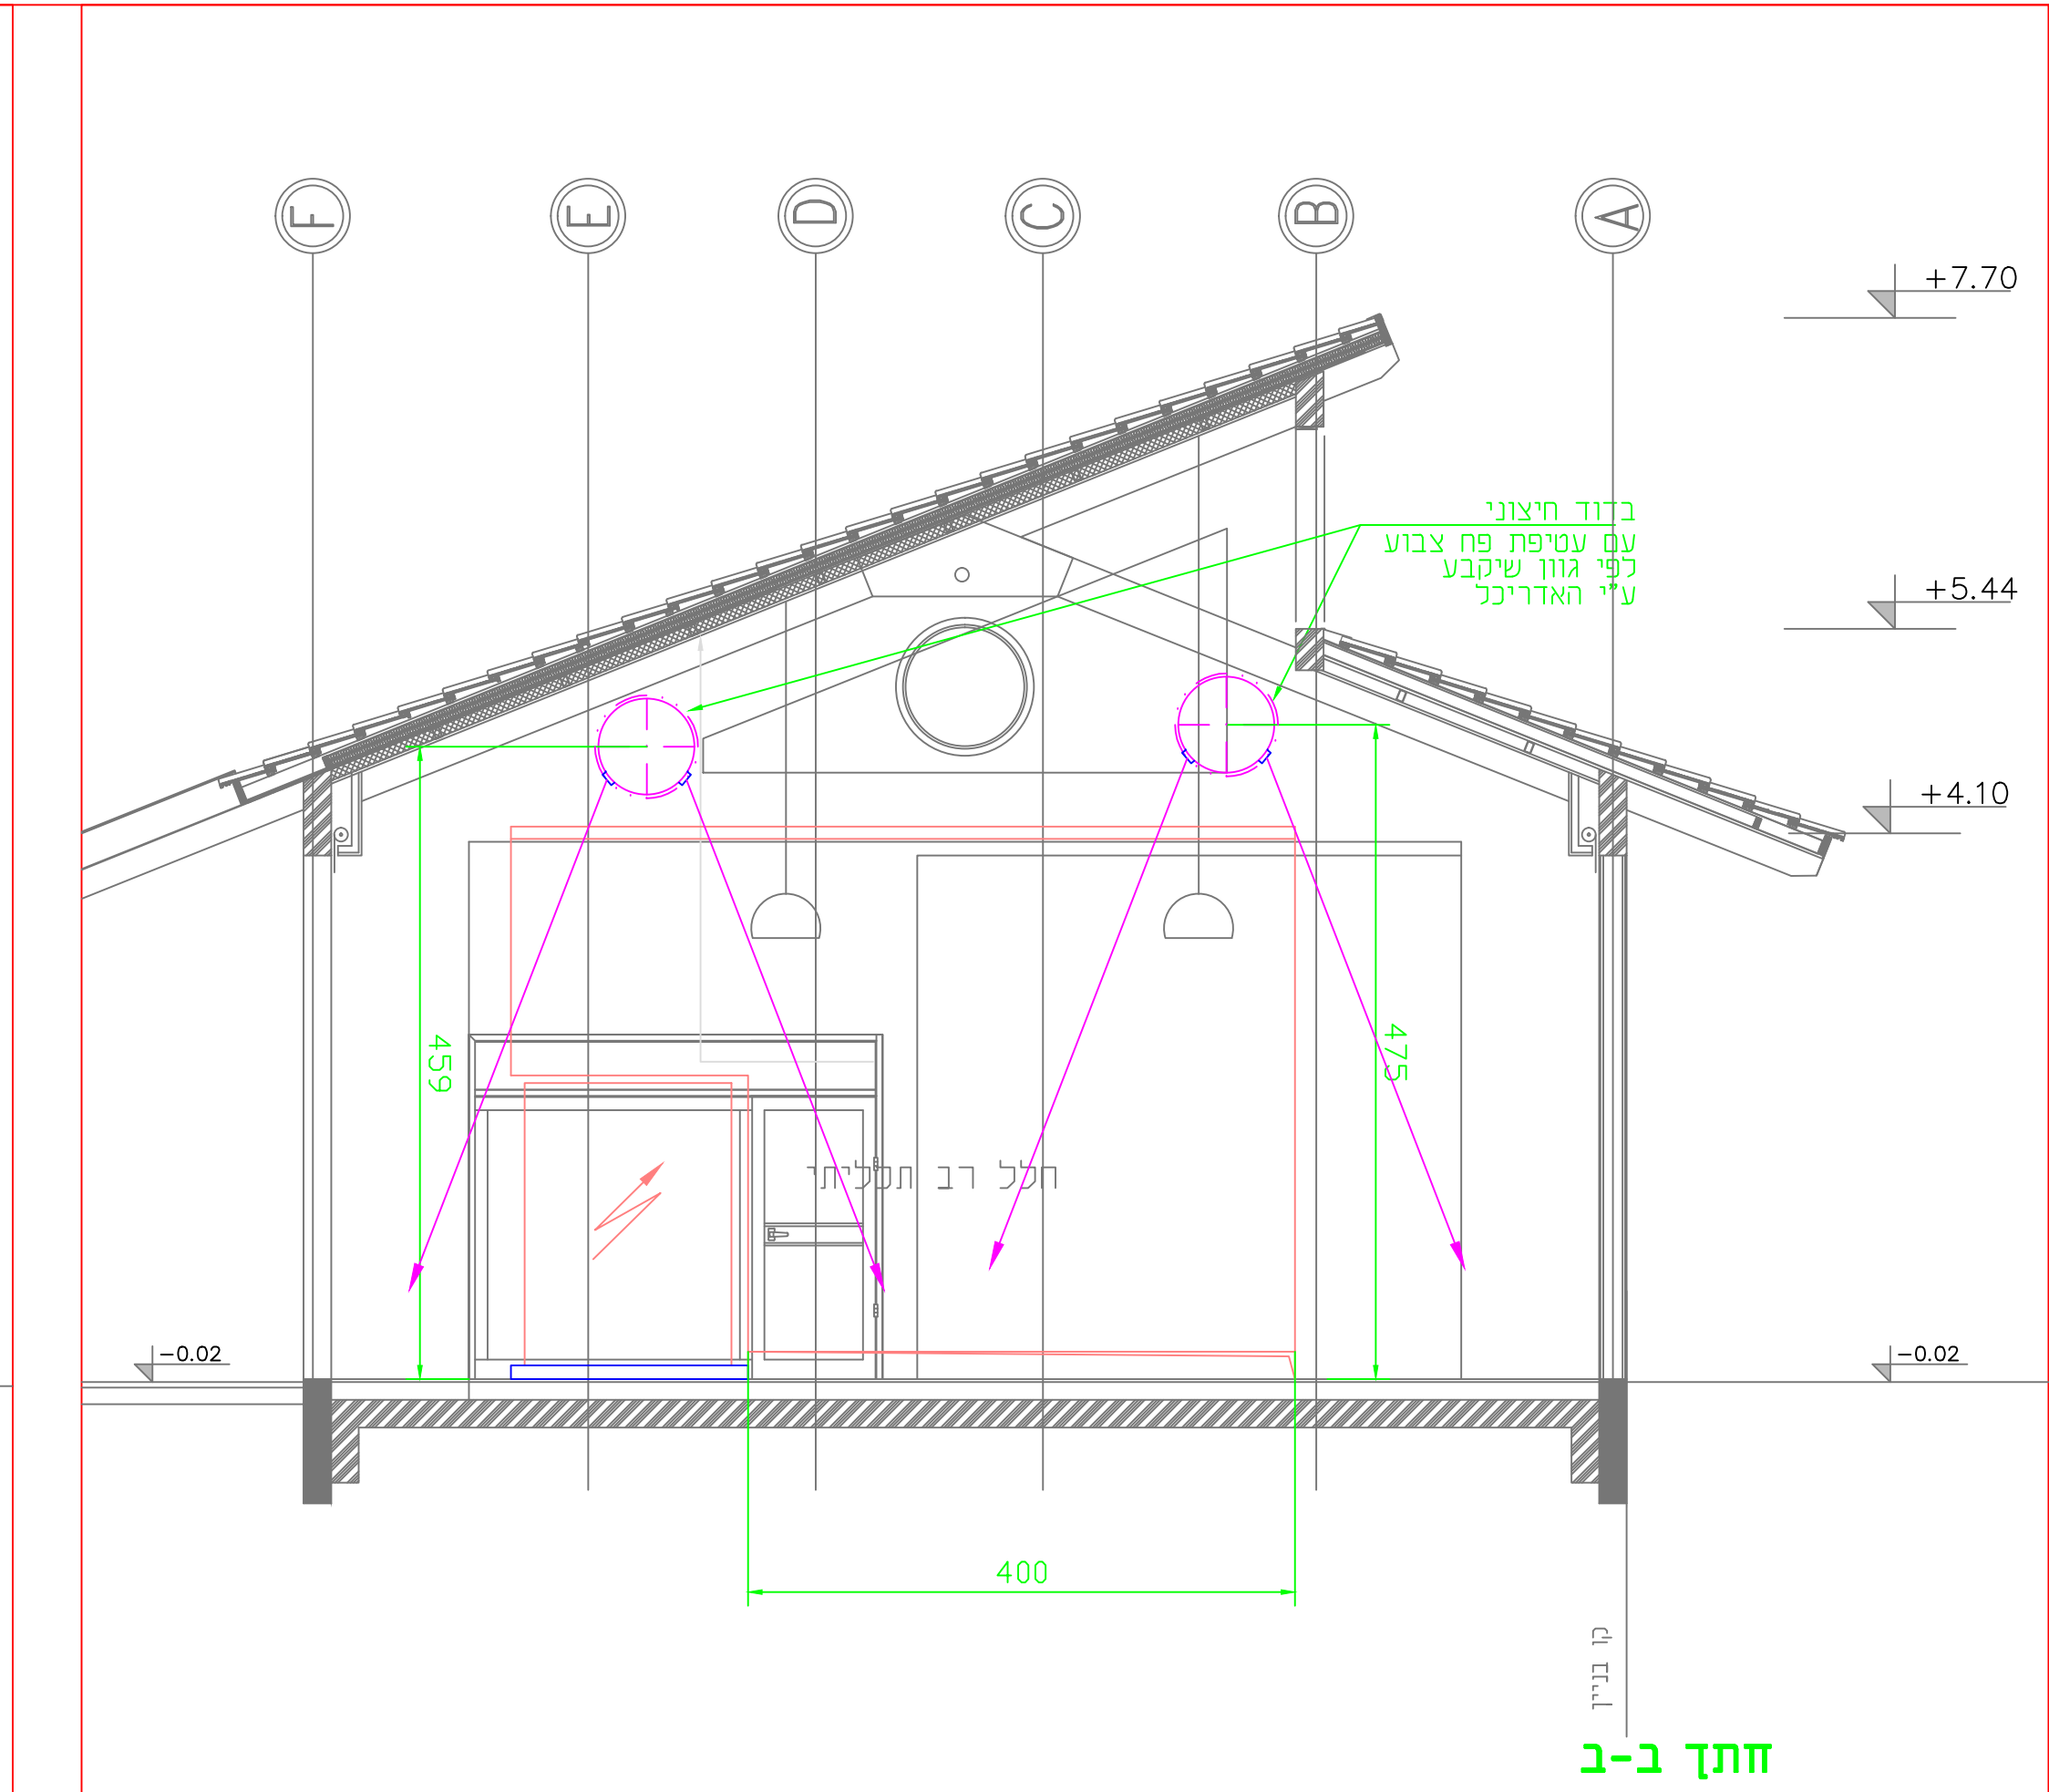 F
E
D
C
B
A
+7.70
בדוד חיצוני
עם עטיפת פח צבוע
לפי גוון שיקבע
ע"י האדריכל
+5.44
+4.10
459
475
חלל רב תכליתי
-0.02
-0.02
400
קו בניין
חתך ב-ב